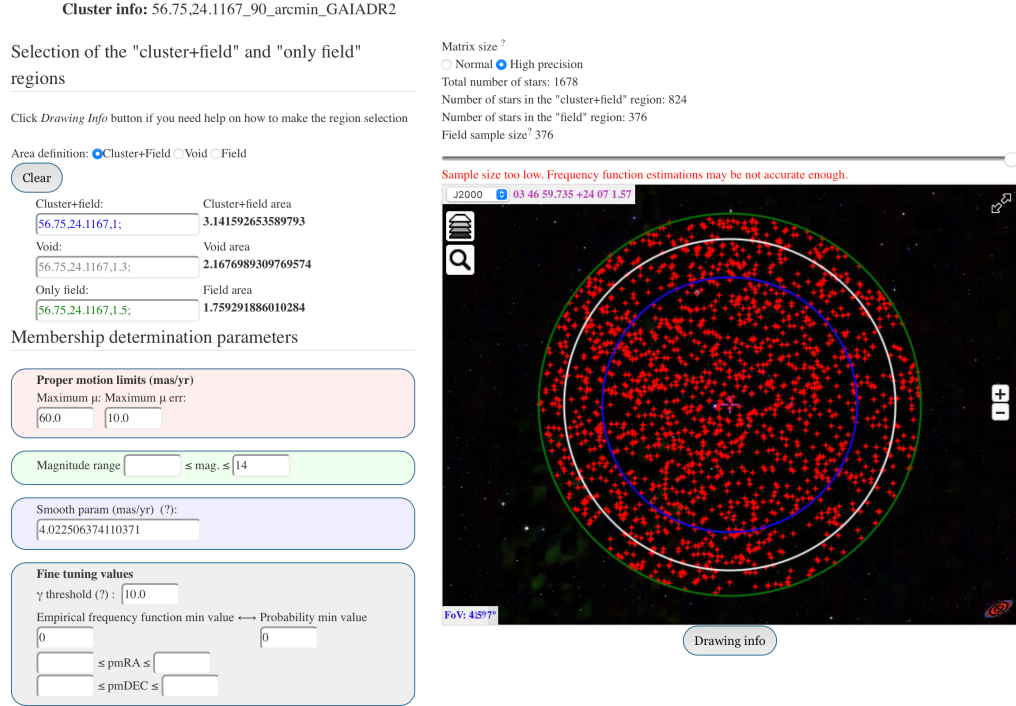 Cluster info: 56.75,24.1167_90_arcmin_GAIADR2
Selection of the "cluster+field" and "only field"
regions
Click Drawing Info button if you need help on how to make the region selection
Area definition: Cluster+Field Void Field
Clear
Cluster+field: Cluster+field area
56.75,24.1167,1; 3.141592653589793
Void: Void area
56.75,24.1167,1.3; 2.1676989309769574
Only field: Field area
56.75,24.1167,1.5; 1.759291886010284
Membership determination parameters
Proper motion limits (mas/yr)
Maximum μ: Maximum μ err:
60.0 10.0
Magnitude range ≤ mag. ≤ 14
Smooth param (mas/yr) (?):
4.022506374110371
Fine tuning values
γ threshold (?) : 10.0
Empirical frequency function min value ⟷ Probability min value
0 0
≤ pmRA ≤
≤ pmDEC ≤
Matrix size ?
Normal High precision
Total number of stars: 1678
Number of stars in the "cluster+field" region: 824
Number of stars in the "field" region: 376
Field sample size? 376
Sample size too low. Frequency function estimations may be not accurate enough.
J2000 03 46 59.735 +24 07 1.57
Drawing info